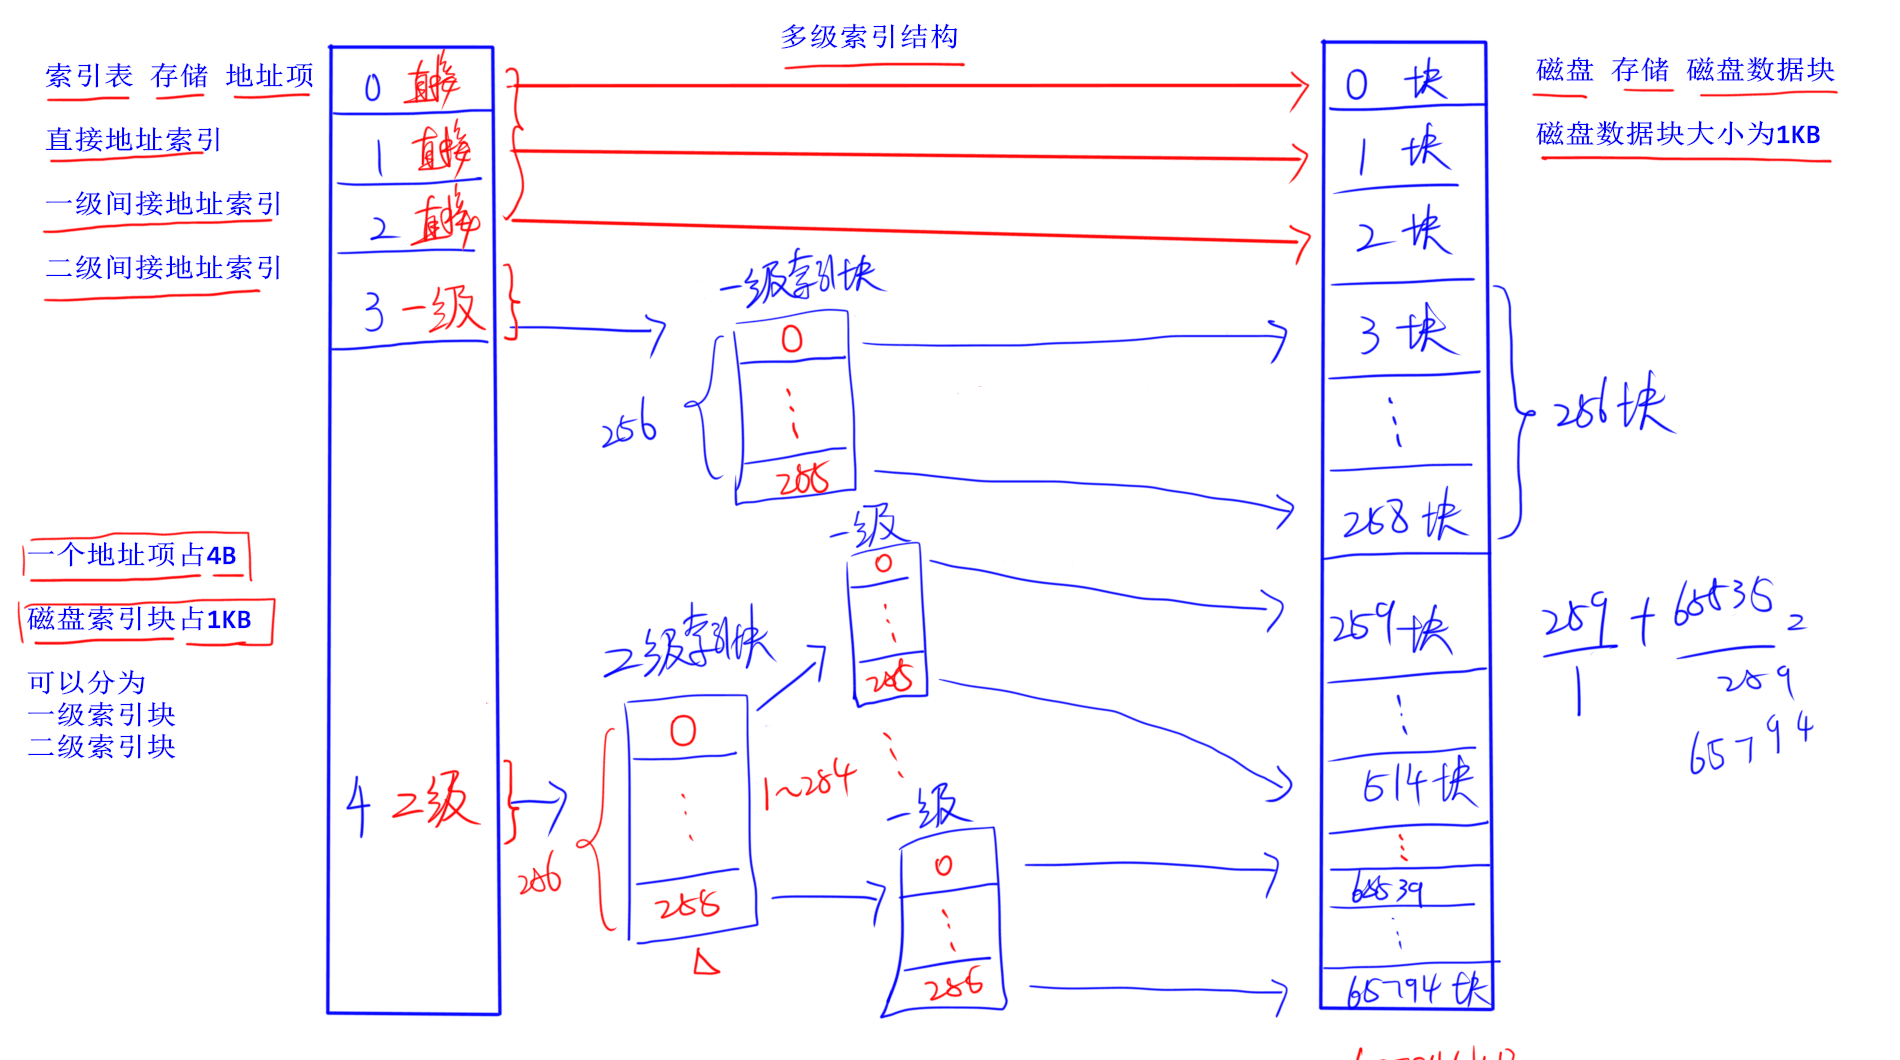 多级索引结构
索引表 存储 地址项
直接地址索引
一级间接地址索引
二级间接地址索引
一个地址项占4B
磁盘索引块占1KB
可以分为
一级索引块
二级索引块
0 直接
1 直接
2 直接
3 一级
4 二级
一级索引块
0
255
256
二级索引块
0
255
256
1~254
一级
0
255
一级
0
255
磁盘 存储 磁盘数据块
磁盘数据块大小为1KB
0 块
1 块
2 块
3 块
258 块
259 块
514 块
65539
65794 块
256 块
259 + 65535
1
2
259
65794